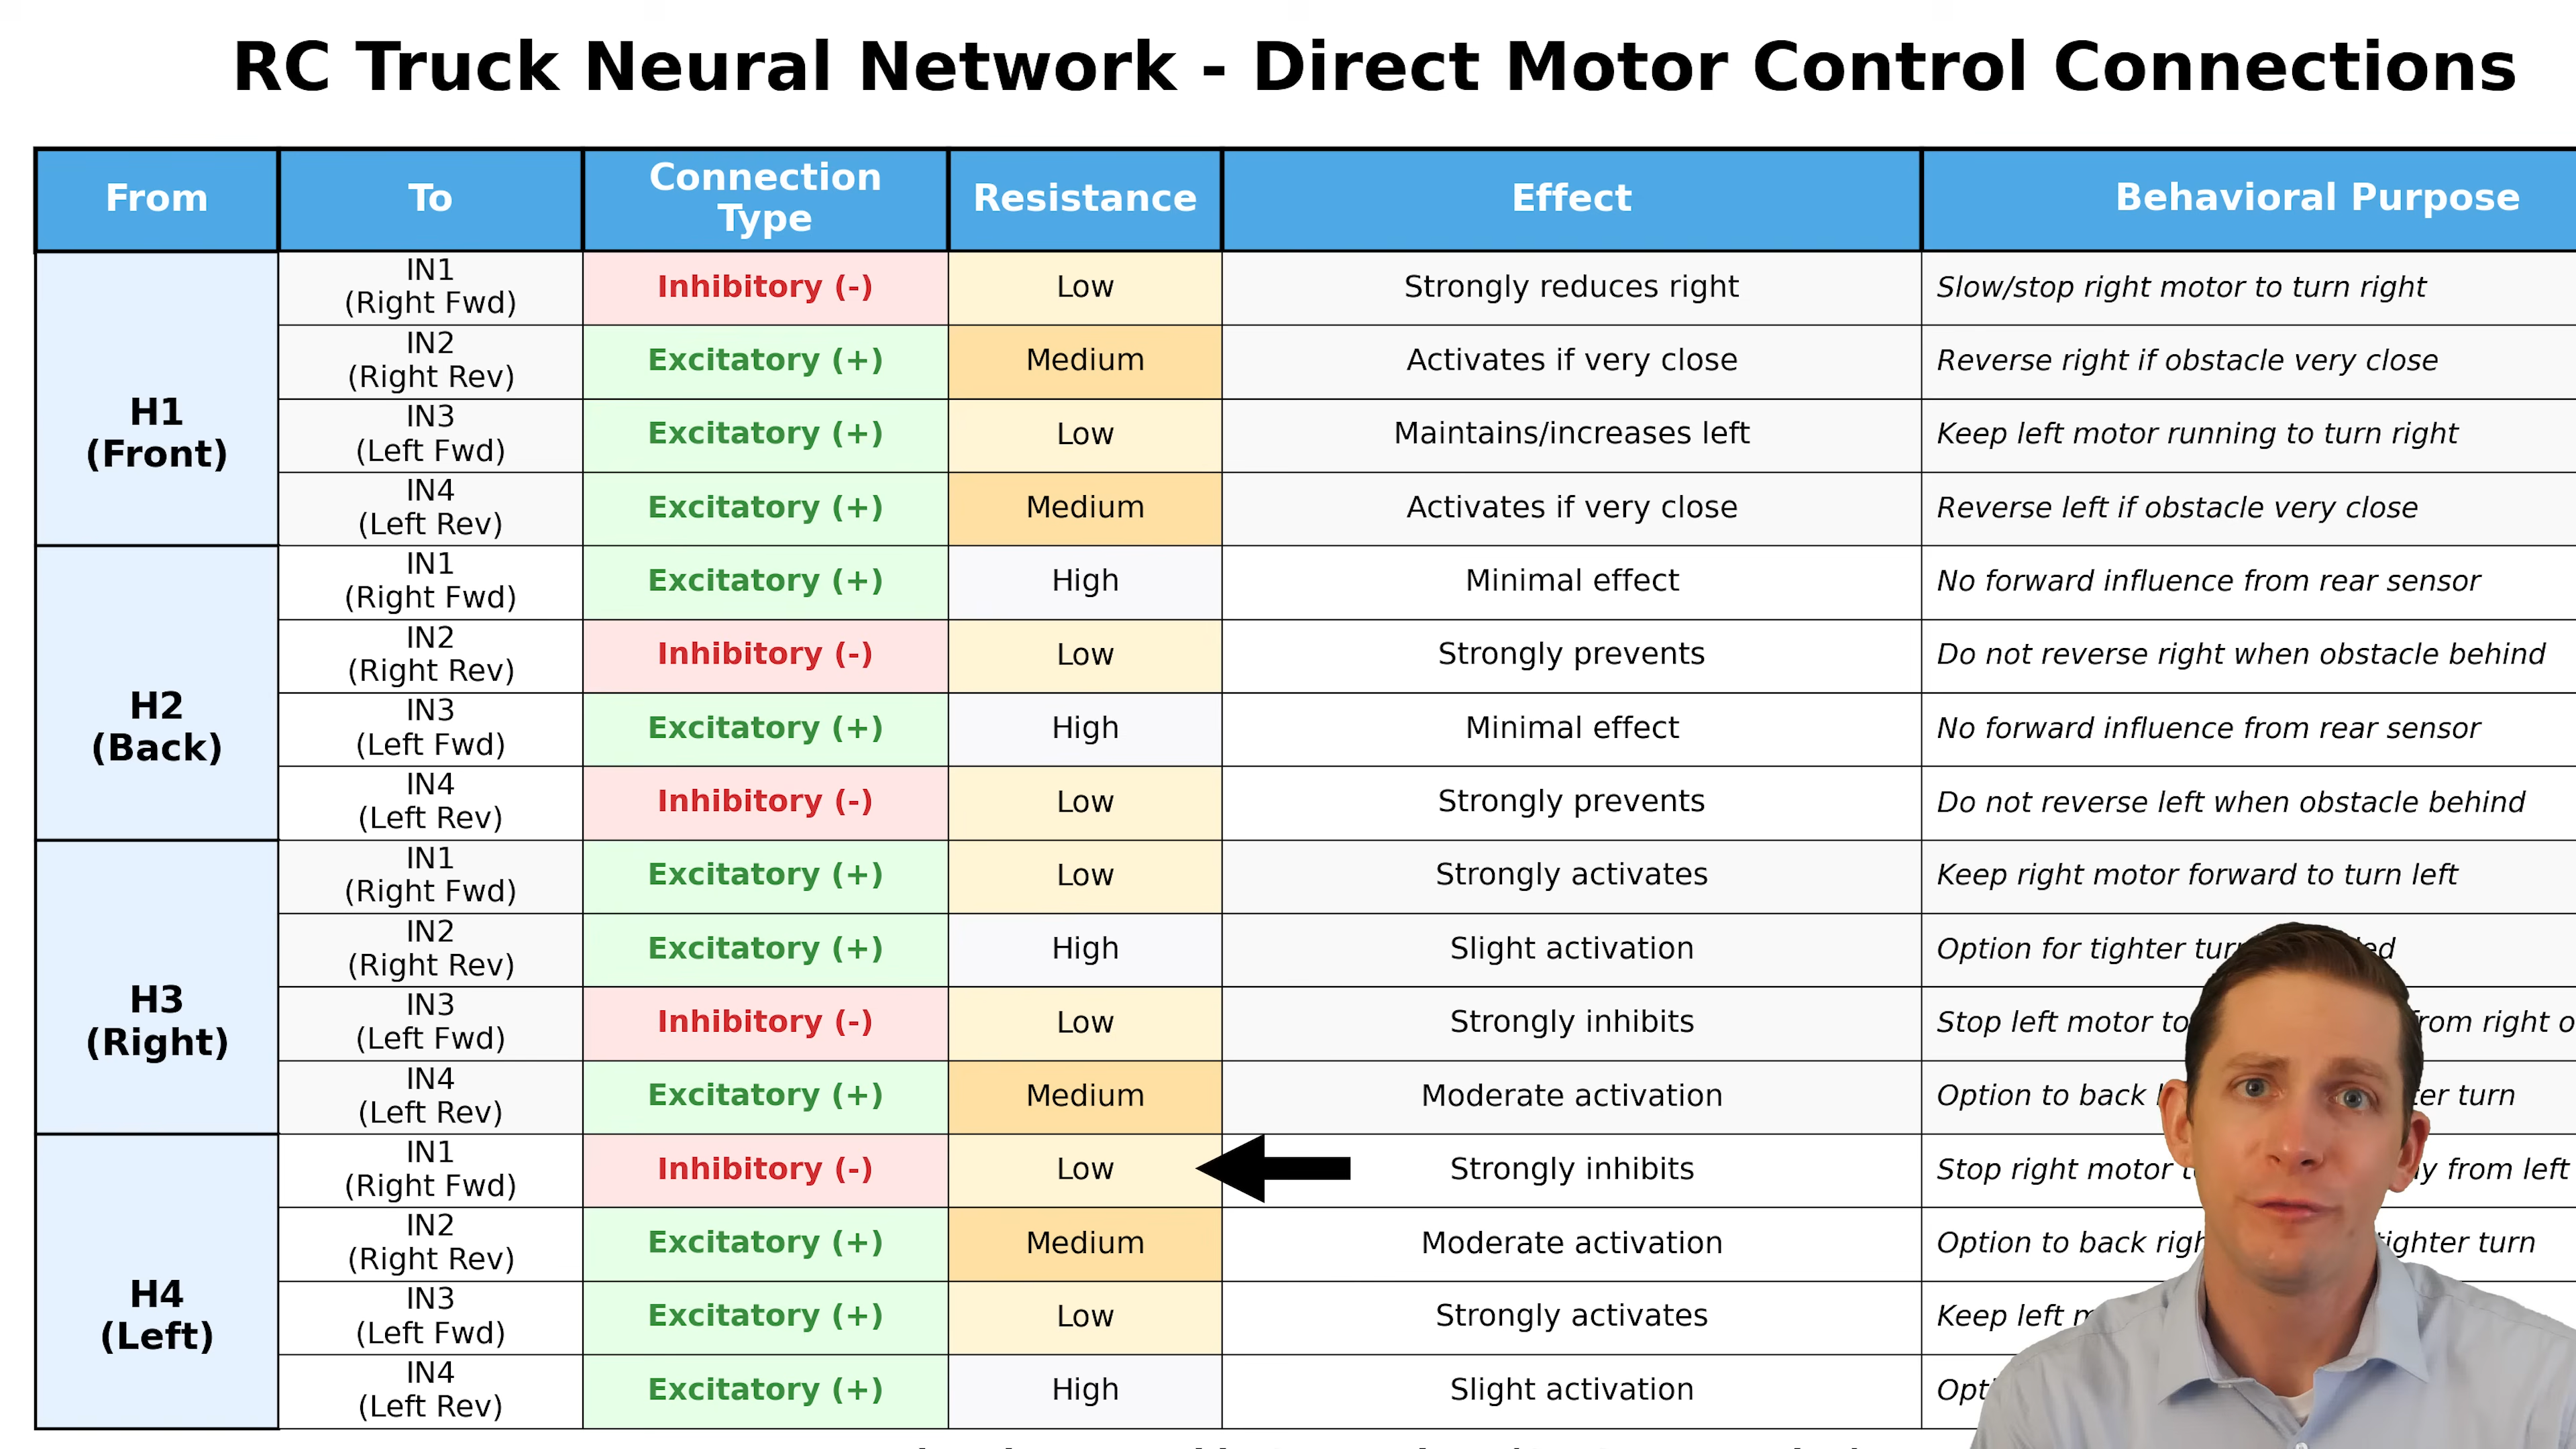 RC Truck Neural Network - Direct Motor Control Connections
From To Connection Type Resistance Effect Behavioral Purpose
H1 (Front)
IN1 (Right Fwd) Inhibitory (-) Low Strongly reduces right Slow/stop right motor to turn right
IN2 (Right Rev) Excitatory (+) Medium Activates if very close Reverse right if obstacle very close
IN3 (Left Fwd) Excitatory (+) Low Maintains/increases left Keep left motor running to turn right
IN4 (Left Rev) Excitatory (+) Medium Activates if very close Reverse left if obstacle very close
H2 (Back)
IN1 (Right Fwd) Excitatory (+) High Minimal effect No forward influence from rear sensor
IN2 (Right Rev) Inhibitory (-) Low Strongly prevents Do not reverse right when obstacle behind
IN3 (Left Fwd) Excitatory (+) High Minimal effect No forward influence from rear sensor
IN4 (Left Rev) Inhibitory (-) Low Strongly prevents Do not reverse left when obstacle behind
H3 (Right)
IN1 (Right Fwd) Excitatory (+) Low Strongly activates Keep right motor forward to turn left
IN2 (Right Rev) Excitatory (+) High Slight activation Option for tighter
IN3 (Left Fwd) Inhibitory (-) Low Strongly inhibits Stop left motor to from right
IN4 (Left Rev) Excitatory (+) Medium Moderate activation Option to back turn
H4 (Left)
IN1 (Right Fwd) Inhibitory (-) Low Strongly inhibits Stop right motor from left
IN2 (Right Rev) Excitatory (+) Medium Moderate activation Option to back tighter turn
IN3 (Left Fwd) Excitatory (+) Low Strongly activates Keep left
IN4 (Left Rev) Excitatory (+) High Slight activation